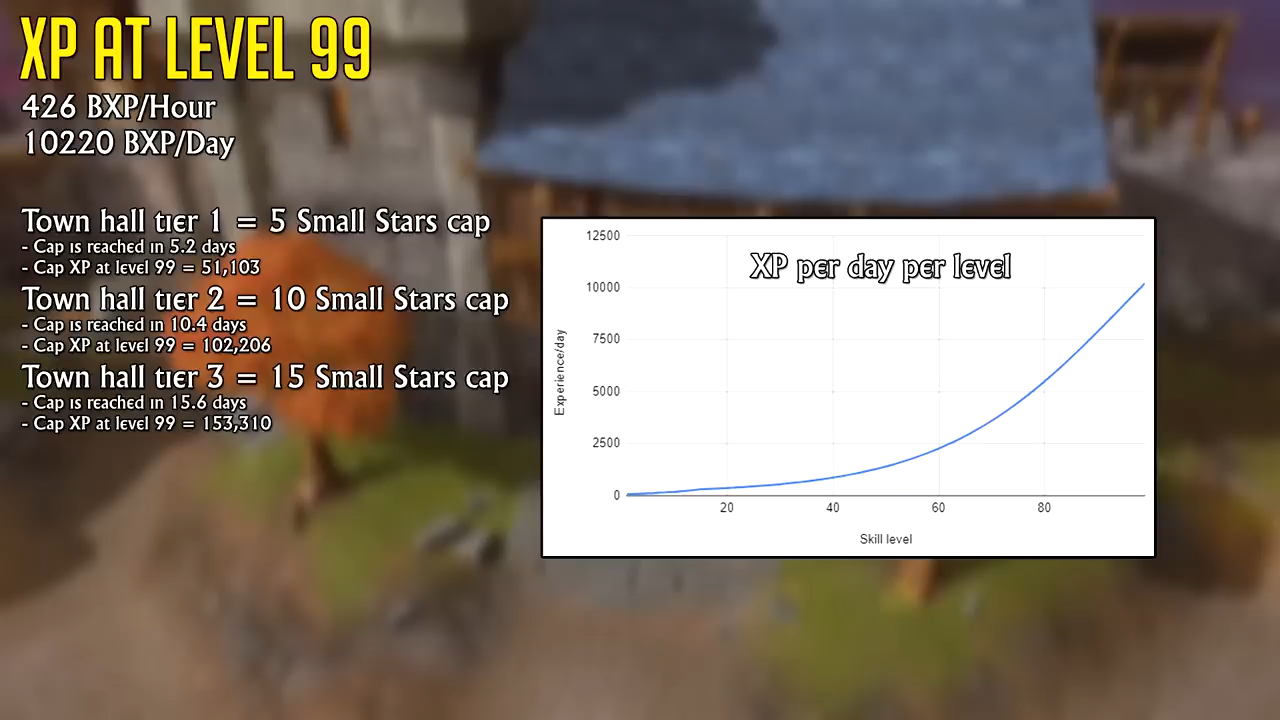 XP AT LEVEL 99
426 BXP/Hour
10220 BXP/Day
Town hall tier 1 = 5 Small Stars cap
- Cap is reached in 5.2 days
- Cap XP at level 99 = 51,103
Town hall tier 2 = 10 Small Stars cap
- Cap is reached in 10.4 days
- Cap XP at level 99 = 102,206
Town hall tier 3 = 15 Small Stars cap
- Cap is reached in 15.6 days
- Cap XP at level 99 = 153,310
XP per day per level
Experience/day
12500
10000
7500
5000
2500
0
20 40 60 80
Skill level